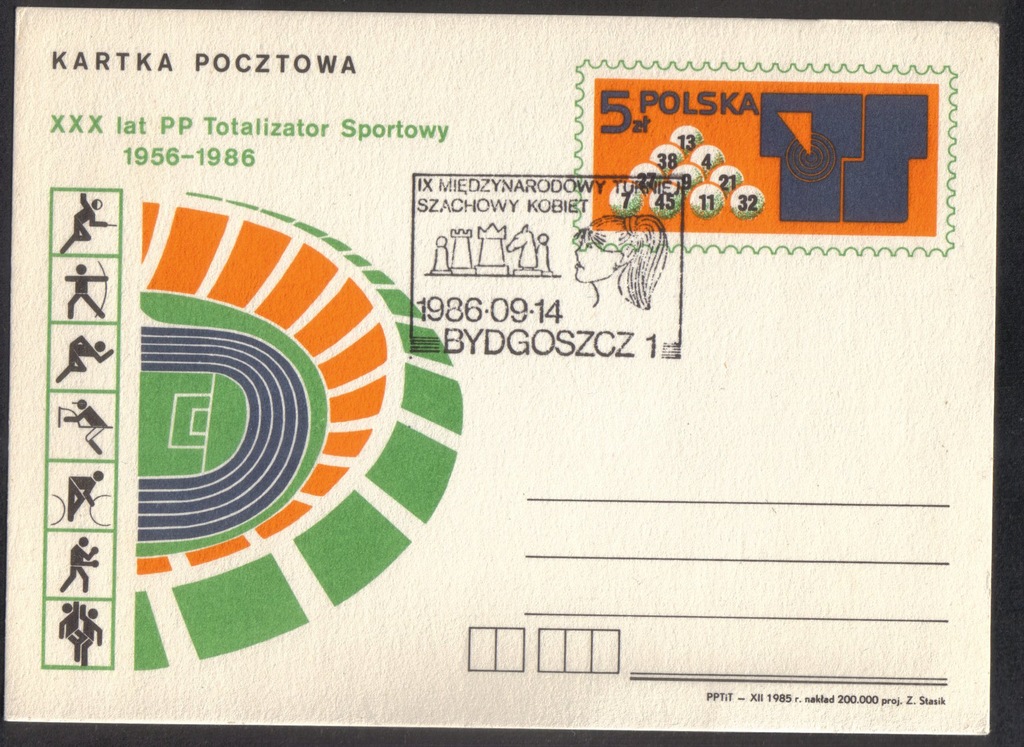 KARTKA POCZTOWA
XXX lat PP Totalizator Sportowy
1956-1986
5 zł POLSKA
13
38 4
27 9 21
7 45 11 32
IX MIĘDZYNARODOWY TURNIEJ
SZACHOWY KOBIET
1986·09·14
BYDGOSZCZ 1
PPTiT – XII 1985 r. nakład 200.000 proj. Z. Stasik